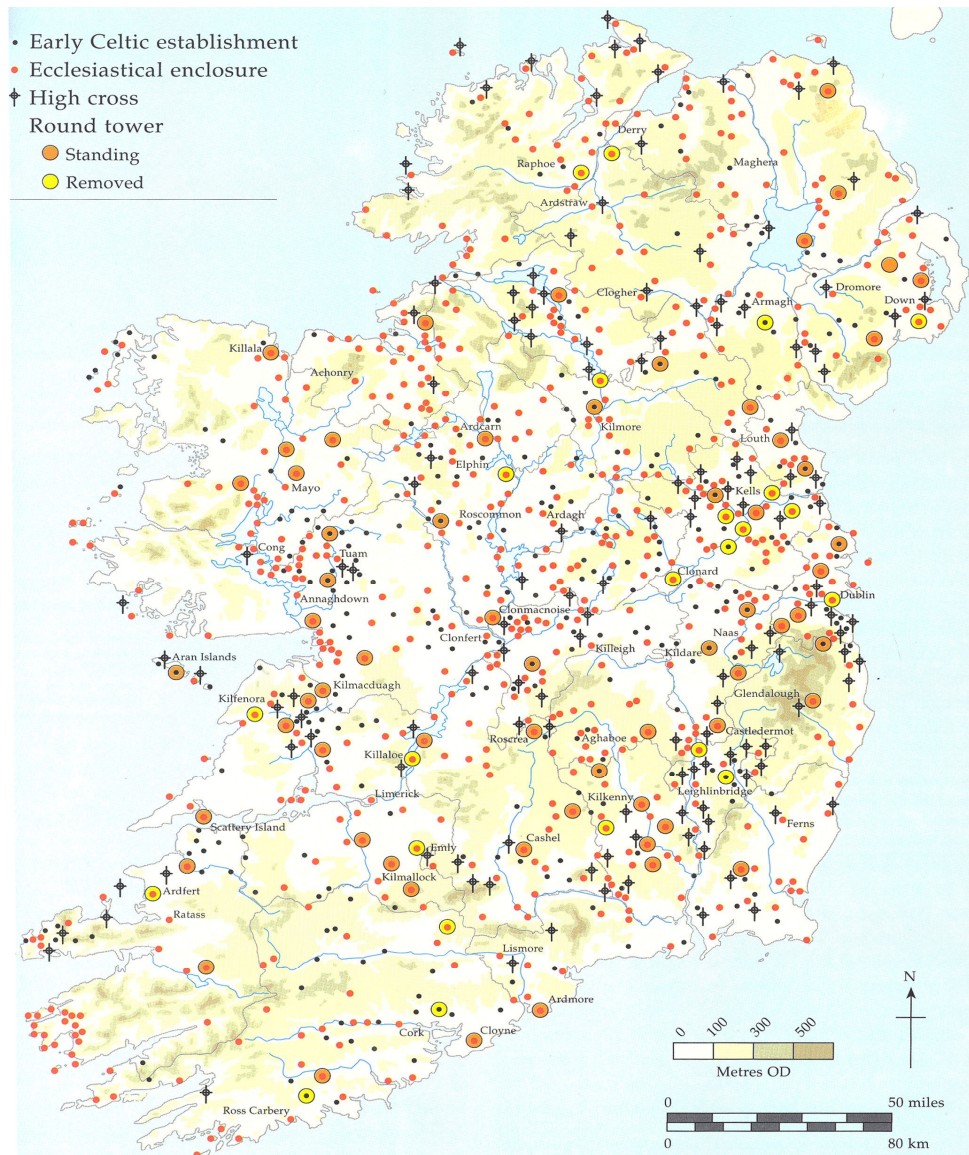 Early Celtic establishment
Ecclesiastical enclosure
High cross
Round tower
Standing
Removed
Derry
Raphoe
Maghera
Ardstraw
Clogher
Dromore
Armagh
Down
Killala
Achonry
Ardcarn
Kilmore
Louth
Elphin
Mayo
Kells
Roscommon
Ardagh
Cong
Tuam
Clonard
Annaghdown
Dublin
Clonmacnoise
Clonfert
Naas
Killeigh
Kildare
Aran Islands
Kilmacduagh
Kilfenora
Glendalough
Castledermot
Roscrea
Aghaboe
Killaloe
Leighlinbridge
Limerick
Kilkenny
Scattery Island
Ferns
Cashel
Emly
Kilmallock
Ardfert
Ratass
Lismore
Ardmore
Cork
Cloyne
Ross Carbery
N
0 100 300 500
Metres OD
0 50 miles
0 80 km